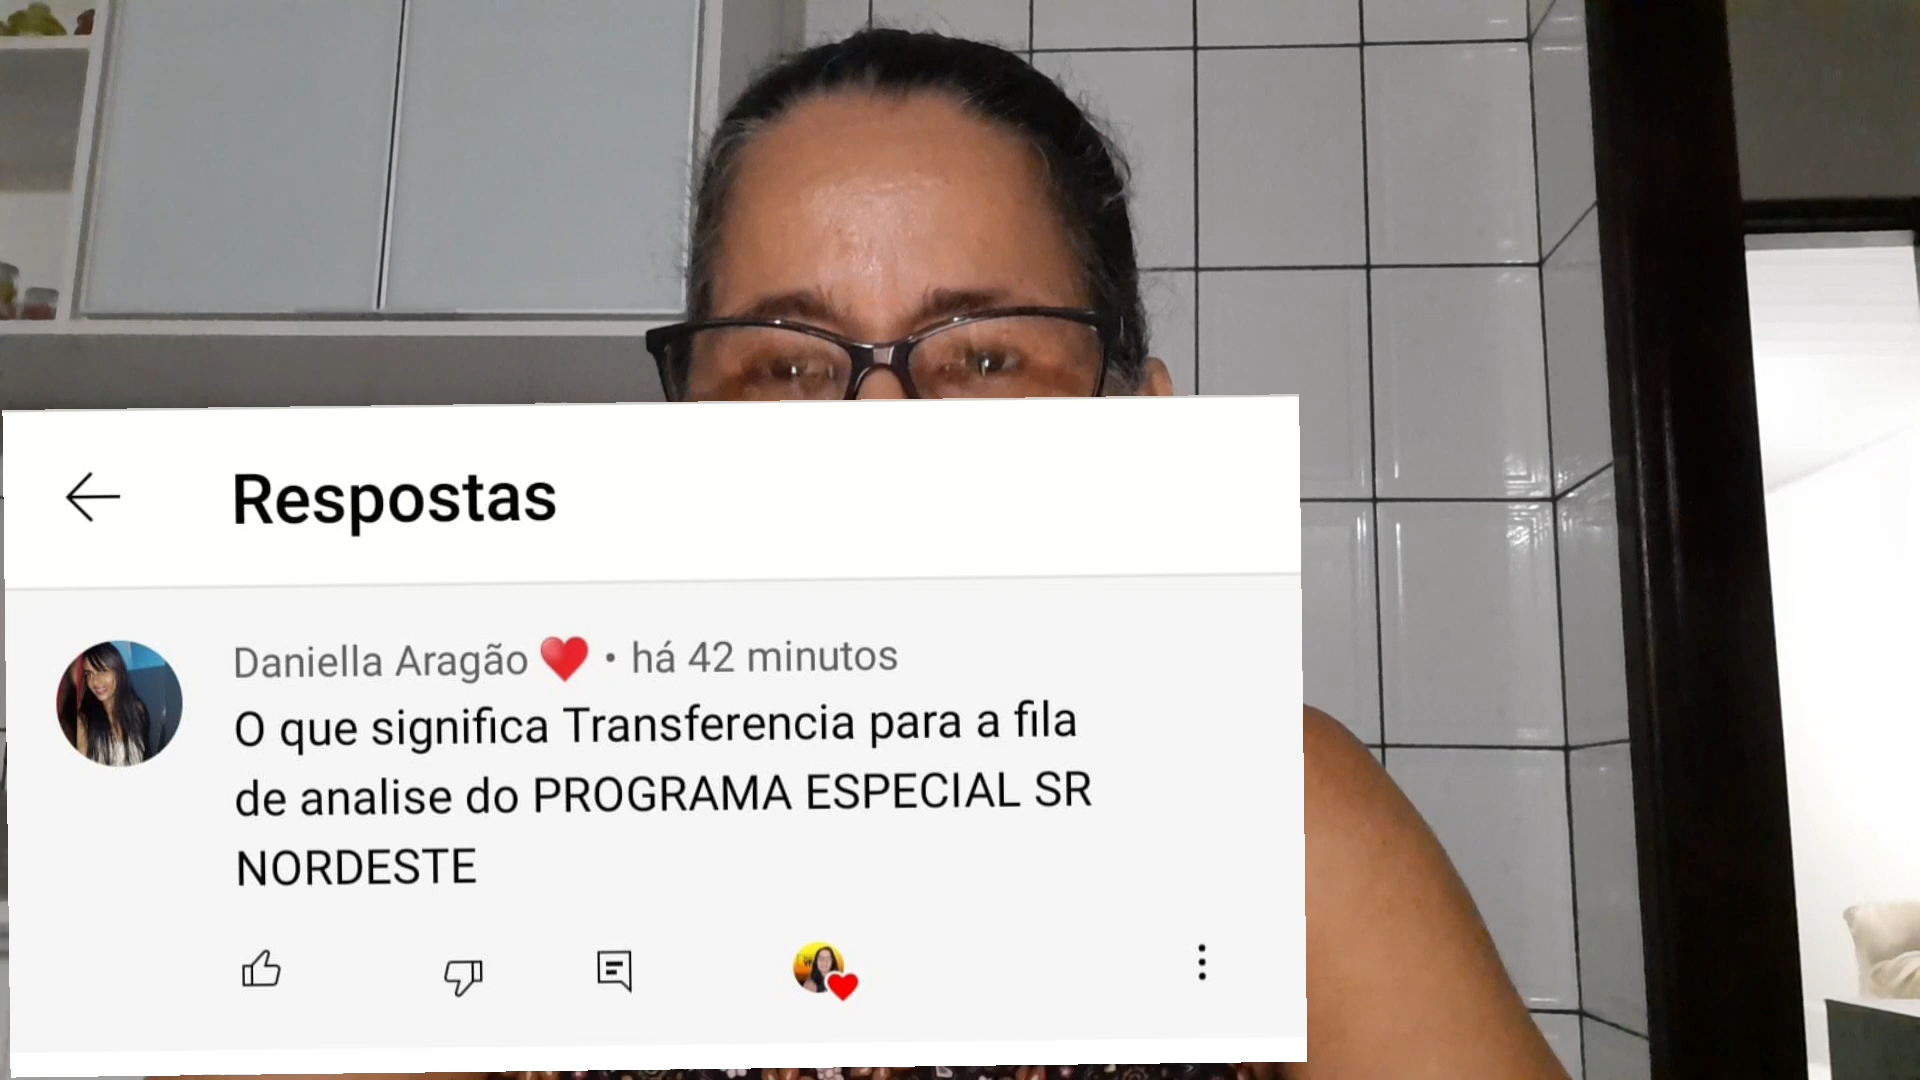 Respostas
Daniella Aragão ❤️ • há 42 minutos
O que significa Transferencia para a fila
de analise do PROGRAMA ESPECIAL SR
NORDESTE